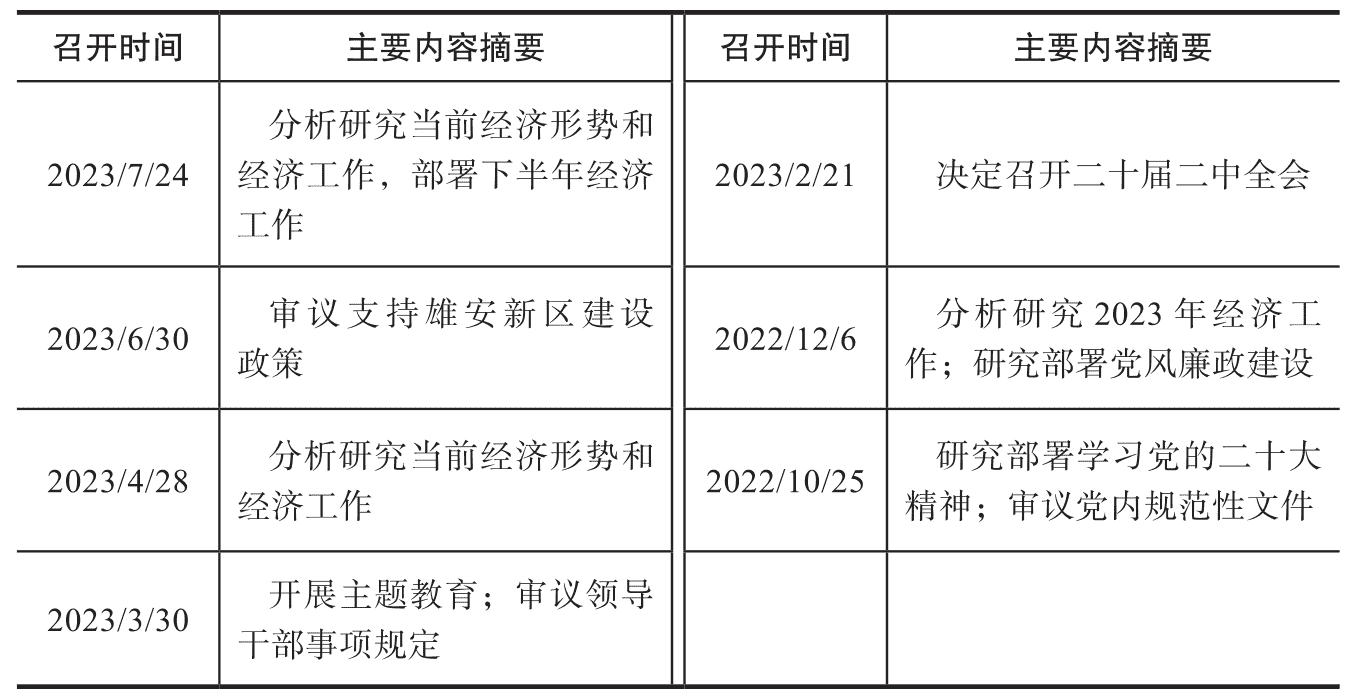 召开时间
主要内容摘要
召开时间
主要内容摘要
2023/7/24
分析研究当前经济形势和
经济工作，部署下半年经济
工作
2023/2/21
决定召开二十届二中全会
2023/6/30
审议支持雄安新区建设
政策
2022/12/6
分析研究 2023 年经济工
作；研究部署党风廉政建设
2023/4/28
分析研究当前经济形势和
经济工作
2022/10/25
研究部署学习党的二十大
精神；审议党内规范性文件
2023/3/30
开展主题教育；审议领导
干部事项规定